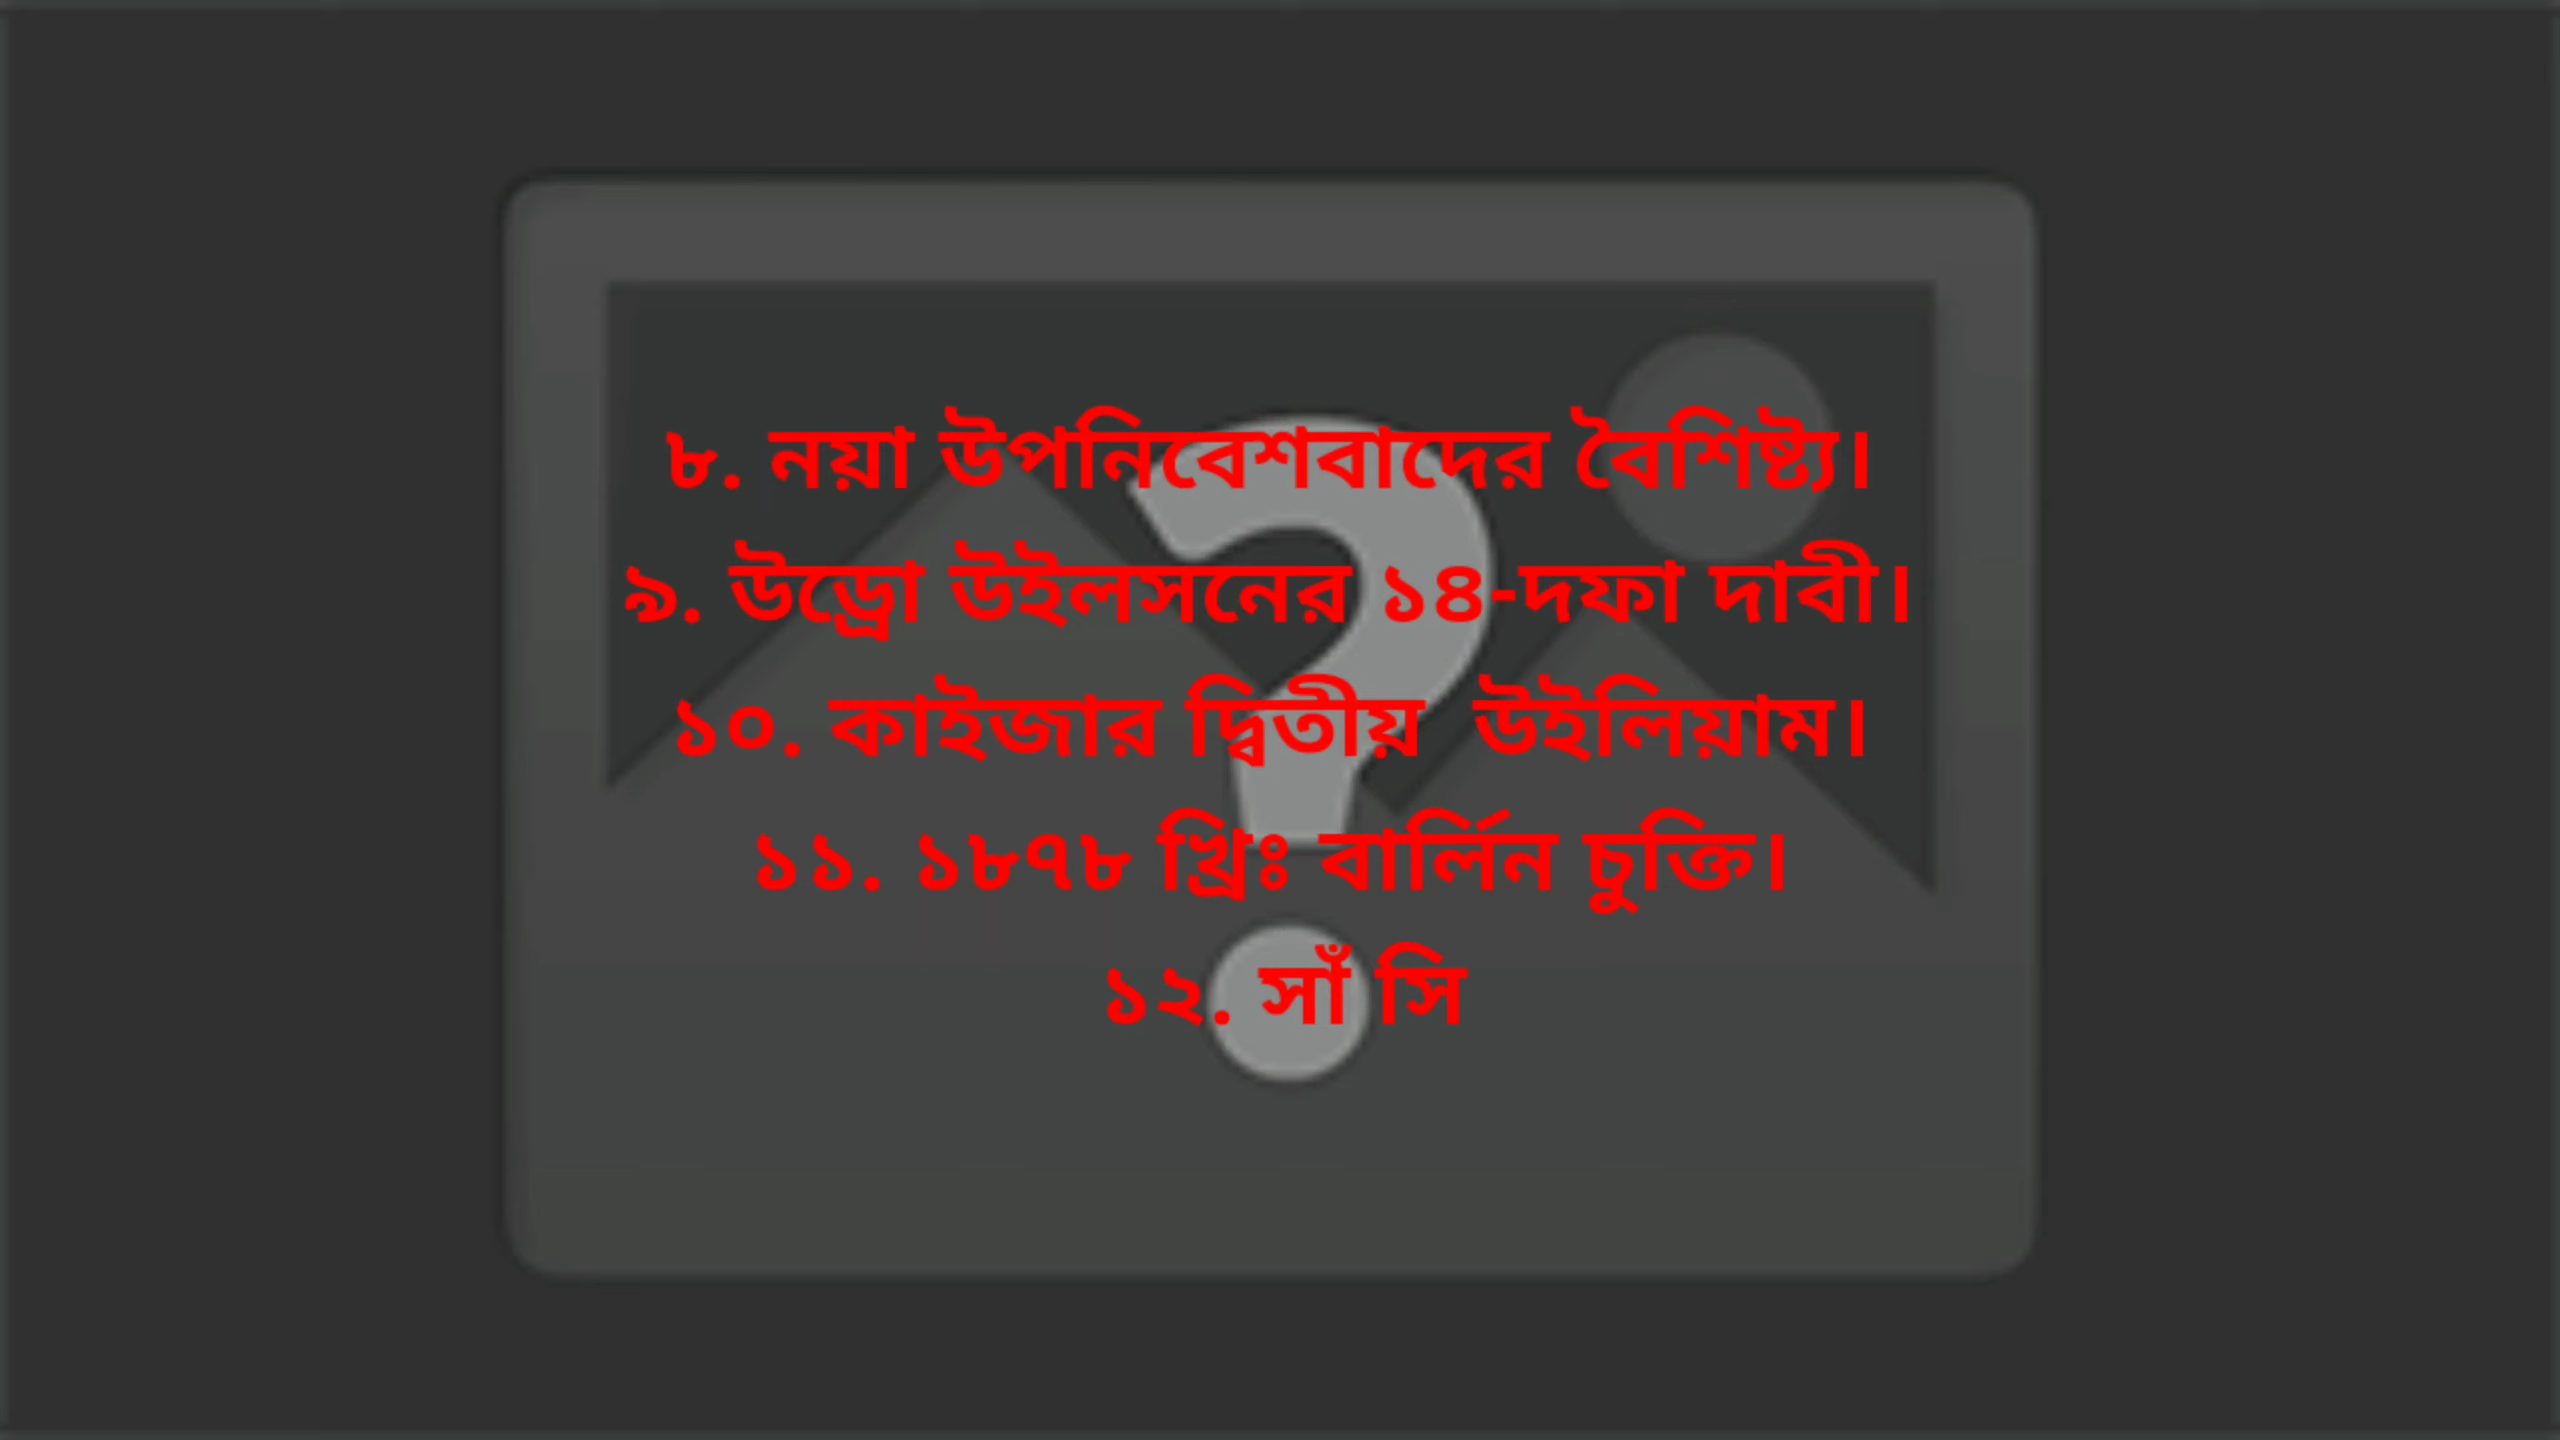 ৮. নয়া উপনিবেশবাদের বৈশিষ্ট্য।
৯. উড্রো উইলসনের ১৪-দফা দাবী।
১০. কাইজার দ্বিতীয়  উইলিয়াম।
১১. ১৮৭৮ খ্রিঃ বার্লিন চুক্তি।
১২. সাঁ সি